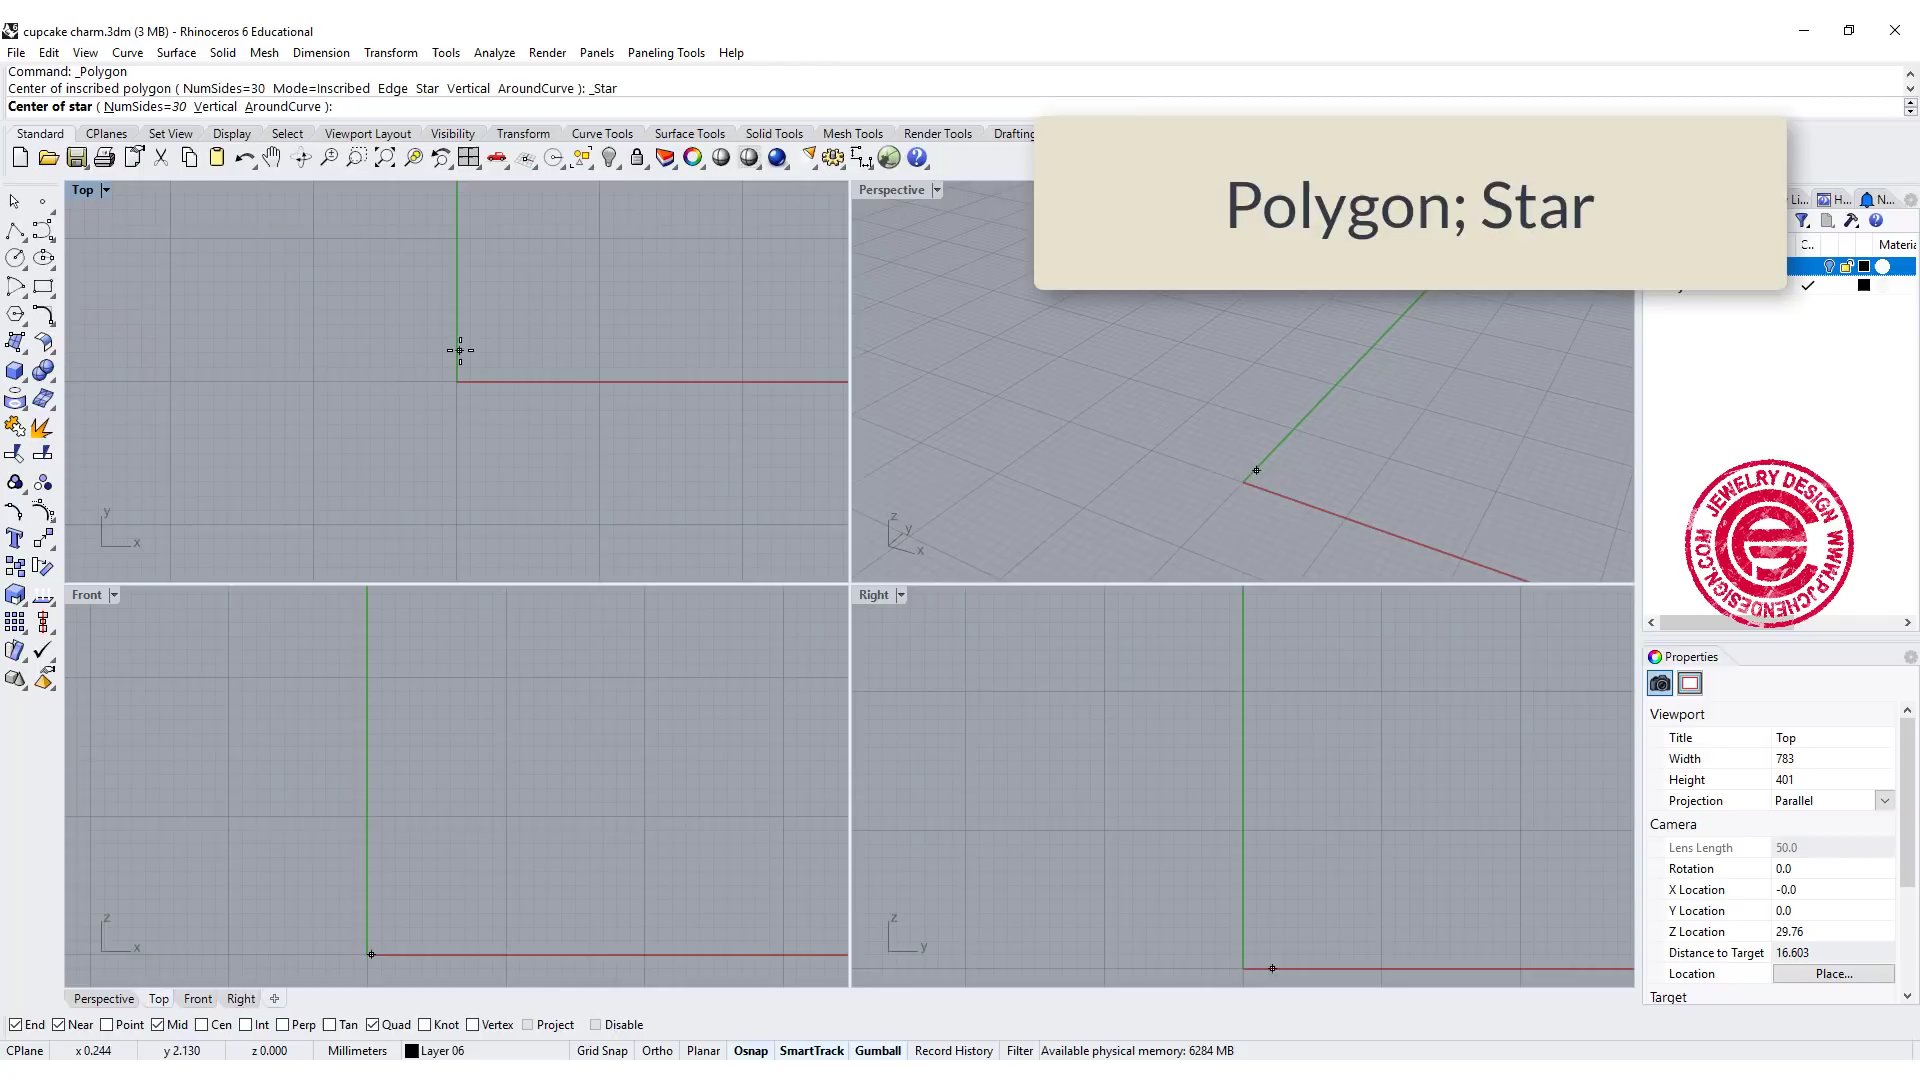 cupcake charm.3dm (3 MB) - Rhinoceros 6 Educational
File Edit View Curve Surface Solid Mesh Dimension Transform Tools Analyze Render Panels Paneling Tools Help
Command: _Polygon
Center of inscribed polygon ( NumSides=30 Mode=Inscribed Edge Star Vertical AroundCurve ): _Star
Center of star ( NumSides=30 Vertical AroundCurve ):
Standard CPlanes Set View Display Select Viewport Layout Visibility Transform Curve Tools Surface Tools Solid Tools Mesh Tools Render Tools Drafting
Polygon; Star
Top
Perspective
Li... H... N...
C.. Materia
y
x
z
y
x
JEWELRY DESIGN
WWW.PJCHENDESIGN.COM
Front
Right
z
x
z
y
Properties
Viewport
Title Top
Width 783
Height 401
Projection Parallel
Camera
Lens Length 50.0
Rotation 0.0
X Location -0.0
Y Location 0.0
Z Location 29.76
Distance to Target 16.603
Location Place...
Target
Perspective Top Front Right
End Near Point Mid Cen Int Perp Tan Quad Knot Vertex Project Disable
CPlane x 0.244 y 2.130 z 0.000 Millimeters Layer 06 Grid Snap Ortho Planar Osnap SmartTrack Gumball Record History Filter Available physical memory: 6284 MB